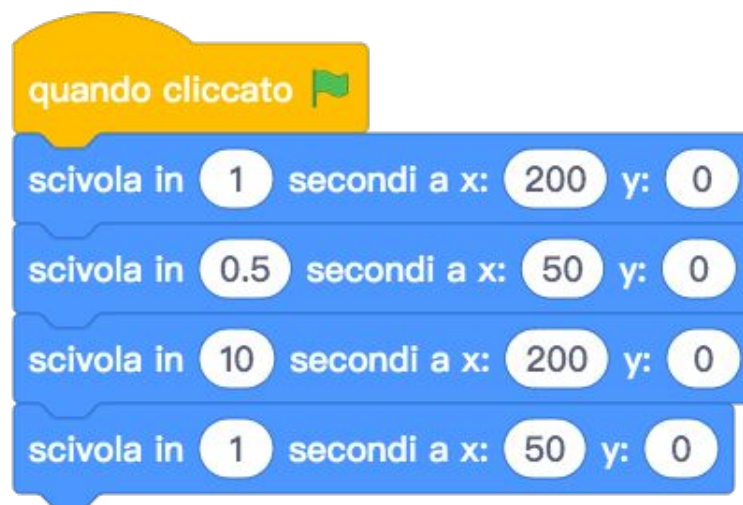 quando cliccato
scivola in 1 secondi a x: 200 y: 0
scivola in 0.5 secondi a x: 50 y: 0
scivola in 10 secondi a x: 200 y: 0
scivola in 1 secondi a x: 50 y: 0